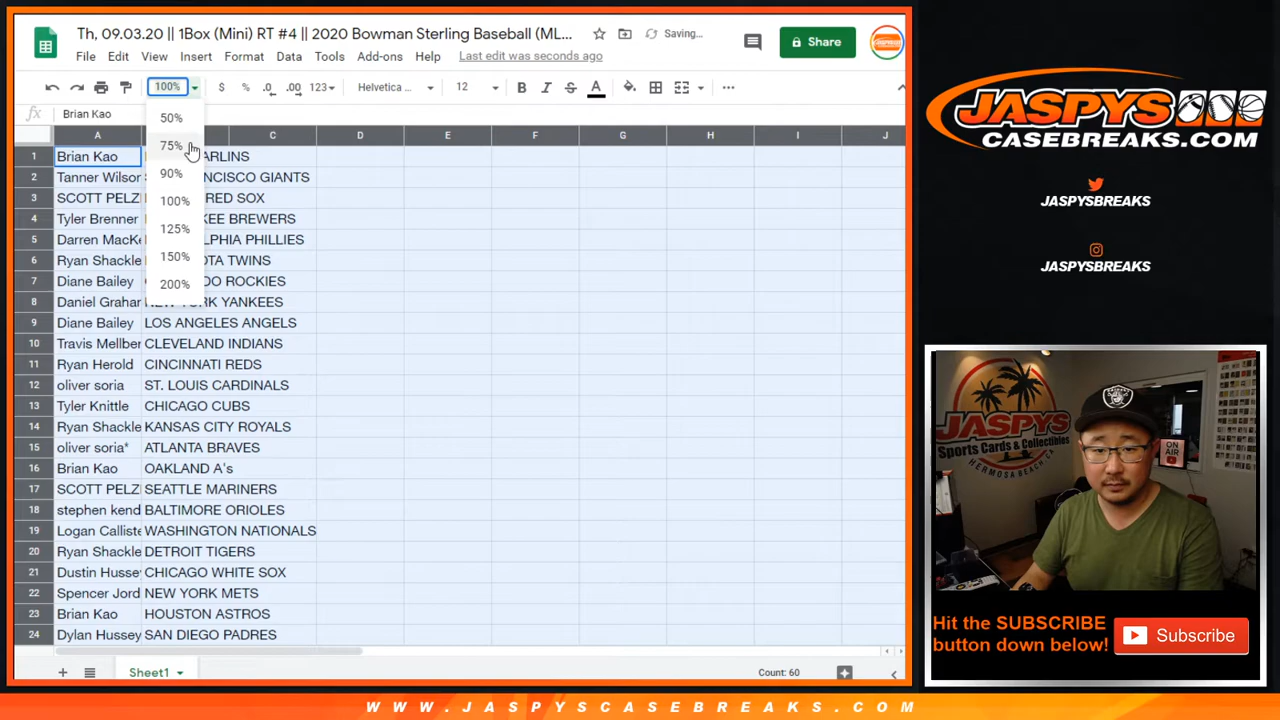 Th, 09.03.20 || 1Box (Mini) RT #4 || 2020 Bowman Sterling Baseball (ML...
Saving...
Share
File Edit View Insert Format Data Tools Add-ons Help Last edit was seconds ago
100% $ % .0 .00 123 Helvetica ... 12 B I S A
fx Brian Kao
50%
75%
90%
100%
125%
150%
200%
A C D E F G H I J
1 Brian Kao ARLINS
2 Tanner Wilson NCISCO GIANTS
3 SCOTT PELZ RED SOX
4 Tyler Brenner KEE BREWERS
5 Darren MacKe LPHIA PHILLIES
6 Ryan Shackle OTA TWINS
7 Diane Bailey DO ROCKIES
8 Daniel Graham NEW YORK YANKEES
9 Diane Bailey LOS ANGELES ANGELS
10 Travis Mellber CLEVELAND INDIANS
11 Ryan Herold CINCINNATI REDS
12 oliver soria ST. LOUIS CARDINALS
13 Tyler Knittle CHICAGO CUBS
14 Ryan Shackle KANSAS CITY ROYALS
15 oliver soria* ATLANTA BRAVES
16 Brian Kao OAKLAND A's
17 SCOTT PELZ SEATTLE MARINERS
18 stephen kend BALTIMORE ORIOLES
19 Logan Calliste WASHINGTON NATIONALS
20 Ryan Shackle DETROIT TIGERS
21 Dustin Hussey CHICAGO WHITE SOX
22 Spencer Jord NEW YORK METS
23 Brian Kao HOUSTON ASTROS
24 Dylan Hussey SAN DIEGO PADRES
Sheet1
Count: 60
JASPYS
CASEBREAKS.COM
JASPYSBREAKS
JASPYSBREAKS
JASPYS
Sports Cards & Collectibles
HERMOSA BEACH, CA
ON
AIR
Hit the SUBSCRIBE
button down below!
Subscribe
WWW.JASPYSCASEBREAKS.COM